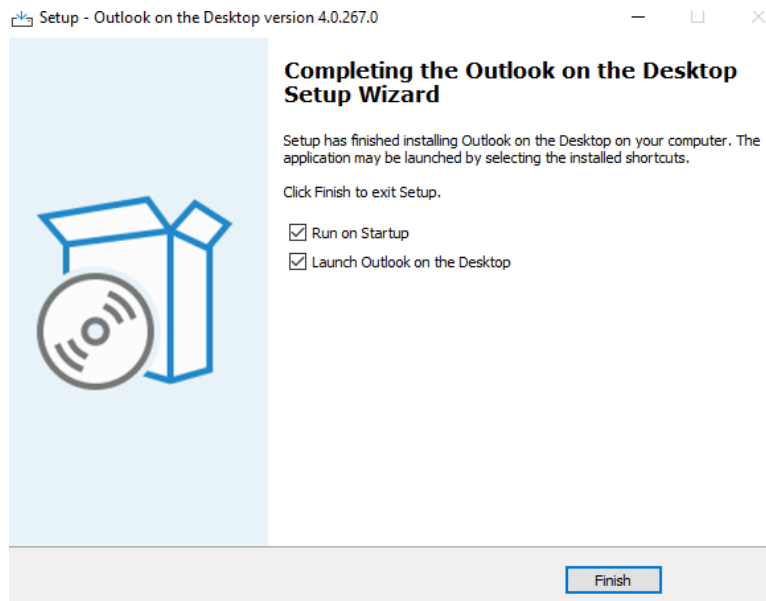 Setup - Outlook on the Desktop version 4.0.267.0
Completing the Outlook on the Desktop
Setup Wizard
Setup has finished installing Outlook on the Desktop on your computer. The
application may be launched by selecting the installed shortcuts.
Click Finish to exit Setup.
Run on Startup
Launch Outlook on the Desktop
Finish